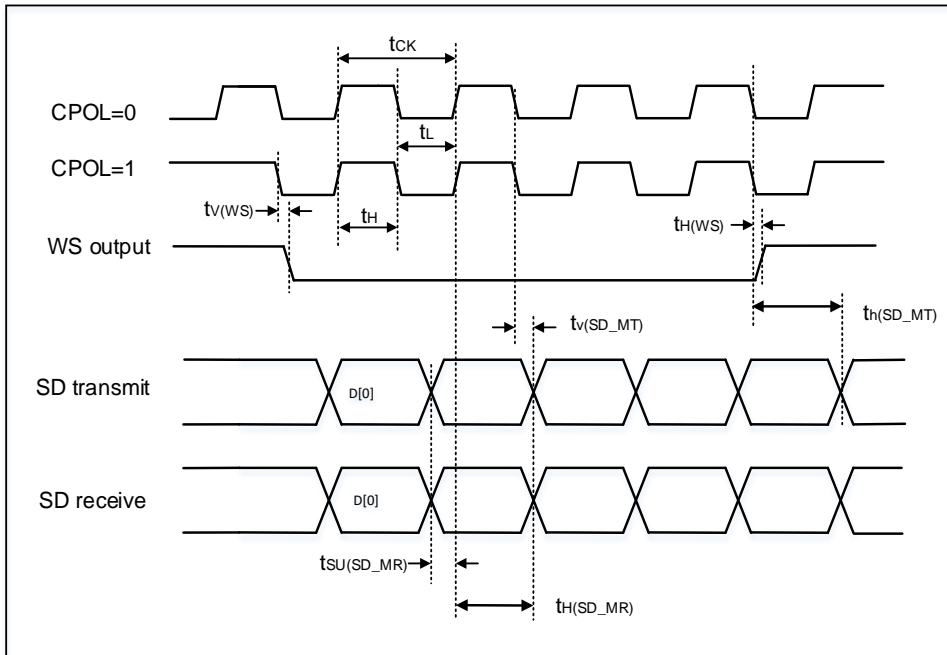 tCK
CPOL=0
tL
CPOL=1
tV(WS)
tH
tH(WS)
WS output
tv(SD_MT)
th(SD_MT)
SD transmit
D[0]
SD receive
D[0]
tSU(SD_MR)
tH(SD_MR)